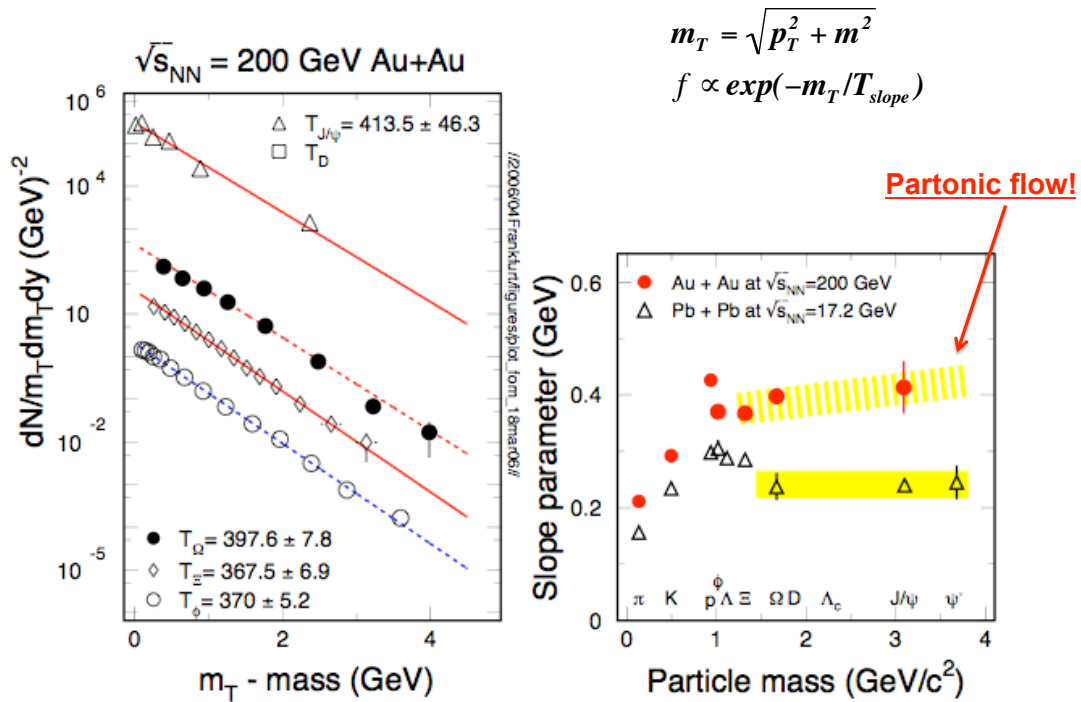 m_T = √(p_T^2 + m^2)
f ∝ exp(−m_T/T_slope)
Partonic flow!
√s_NN = 200 GeV Au+Au
dN/m_T dm_T dy (GeV)^-2
10^6
10^4
10
10^-2
10^-5
△ T_J/ψ = 413.5 ± 46.3
□ T_D
● T_Ω = 397.6 ± 7.8
◇ T_Ξ = 367.5 ± 6.9
○ T_ϕ = 370 ± 5.2
0 2 4
m_T - mass (GeV)
//2006/04Frankfurt/figures/plot_form_18mar06//
Slope parameter (GeV)
0.6
0.4
0.2
0
● Au + Au at √s_NN=200 GeV
△ Pb + Pb at √s_NN=17.2 GeV
π K p ϕ Λ Ξ Ω D Λ_c J/ψ ψ'
0 1 2 3 4
Particle mass (GeV/c^2)